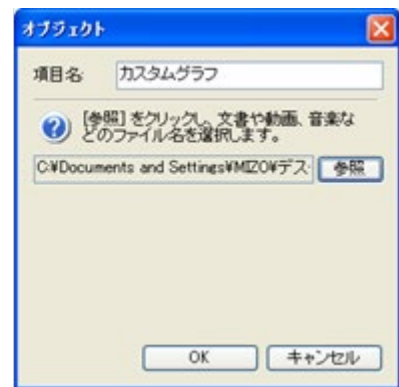 オブジェクト
項目名
カスタムグラフ
[参照]をクリックし、文書や動画、音楽な
どのファイル名を選択します。
C:¥Documents and Settings¥MIZO¥デス
参照
OK
キャンセル